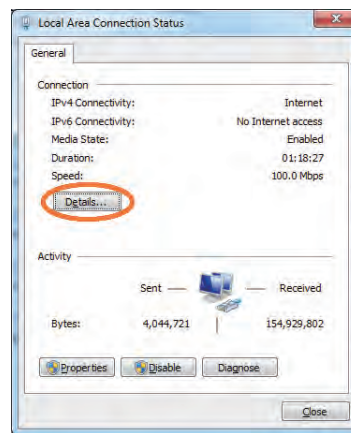 Local Area Connection Status
General
Connection
IPv4 Connectivity: Internet
IPv6 Connectivity: No Internet access
Media State: Enabled
Duration: 01:18:27
Speed: 100.0 Mbps
Details...
Activity
Sent — — Received
Bytes: 4,044,721 154,929,802
Properties Disable Diagnose
Close